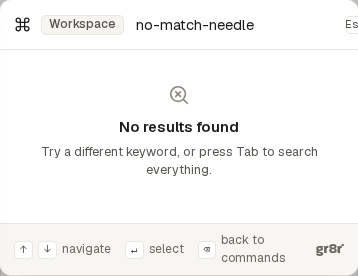 ⌘ Workspace no-match-needle Es
No results found
Try a different keyword, or press Tab to search
everything.
↑ ↓ navigate ↵ select ⌫ back to
commands
gr8r